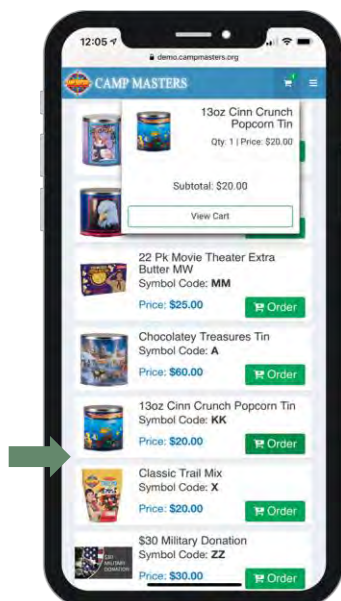 12:05
demo.campmasters.org
CAMP MASTERS
13oz Cinn Crunch
Popcorn Tin
Qty: 1 | Price: $20.00
Subtotal: $20.00
View Cart
22 Pk Movie Theater Extra
Butter MW
Symbol Code: MM
Price: $25.00
Order
Chocolatey Treasures Tin
Symbol Code: A
Price: $60.00
Order
13oz Cinn Crunch Popcorn Tin
Symbol Code: KK
Price: $20.00
Order
Classic Trail Mix
Symbol Code: X
Price: $20.00
Order
$30 Military Donation
Symbol Code: ZZ
Price: $30.00
Order